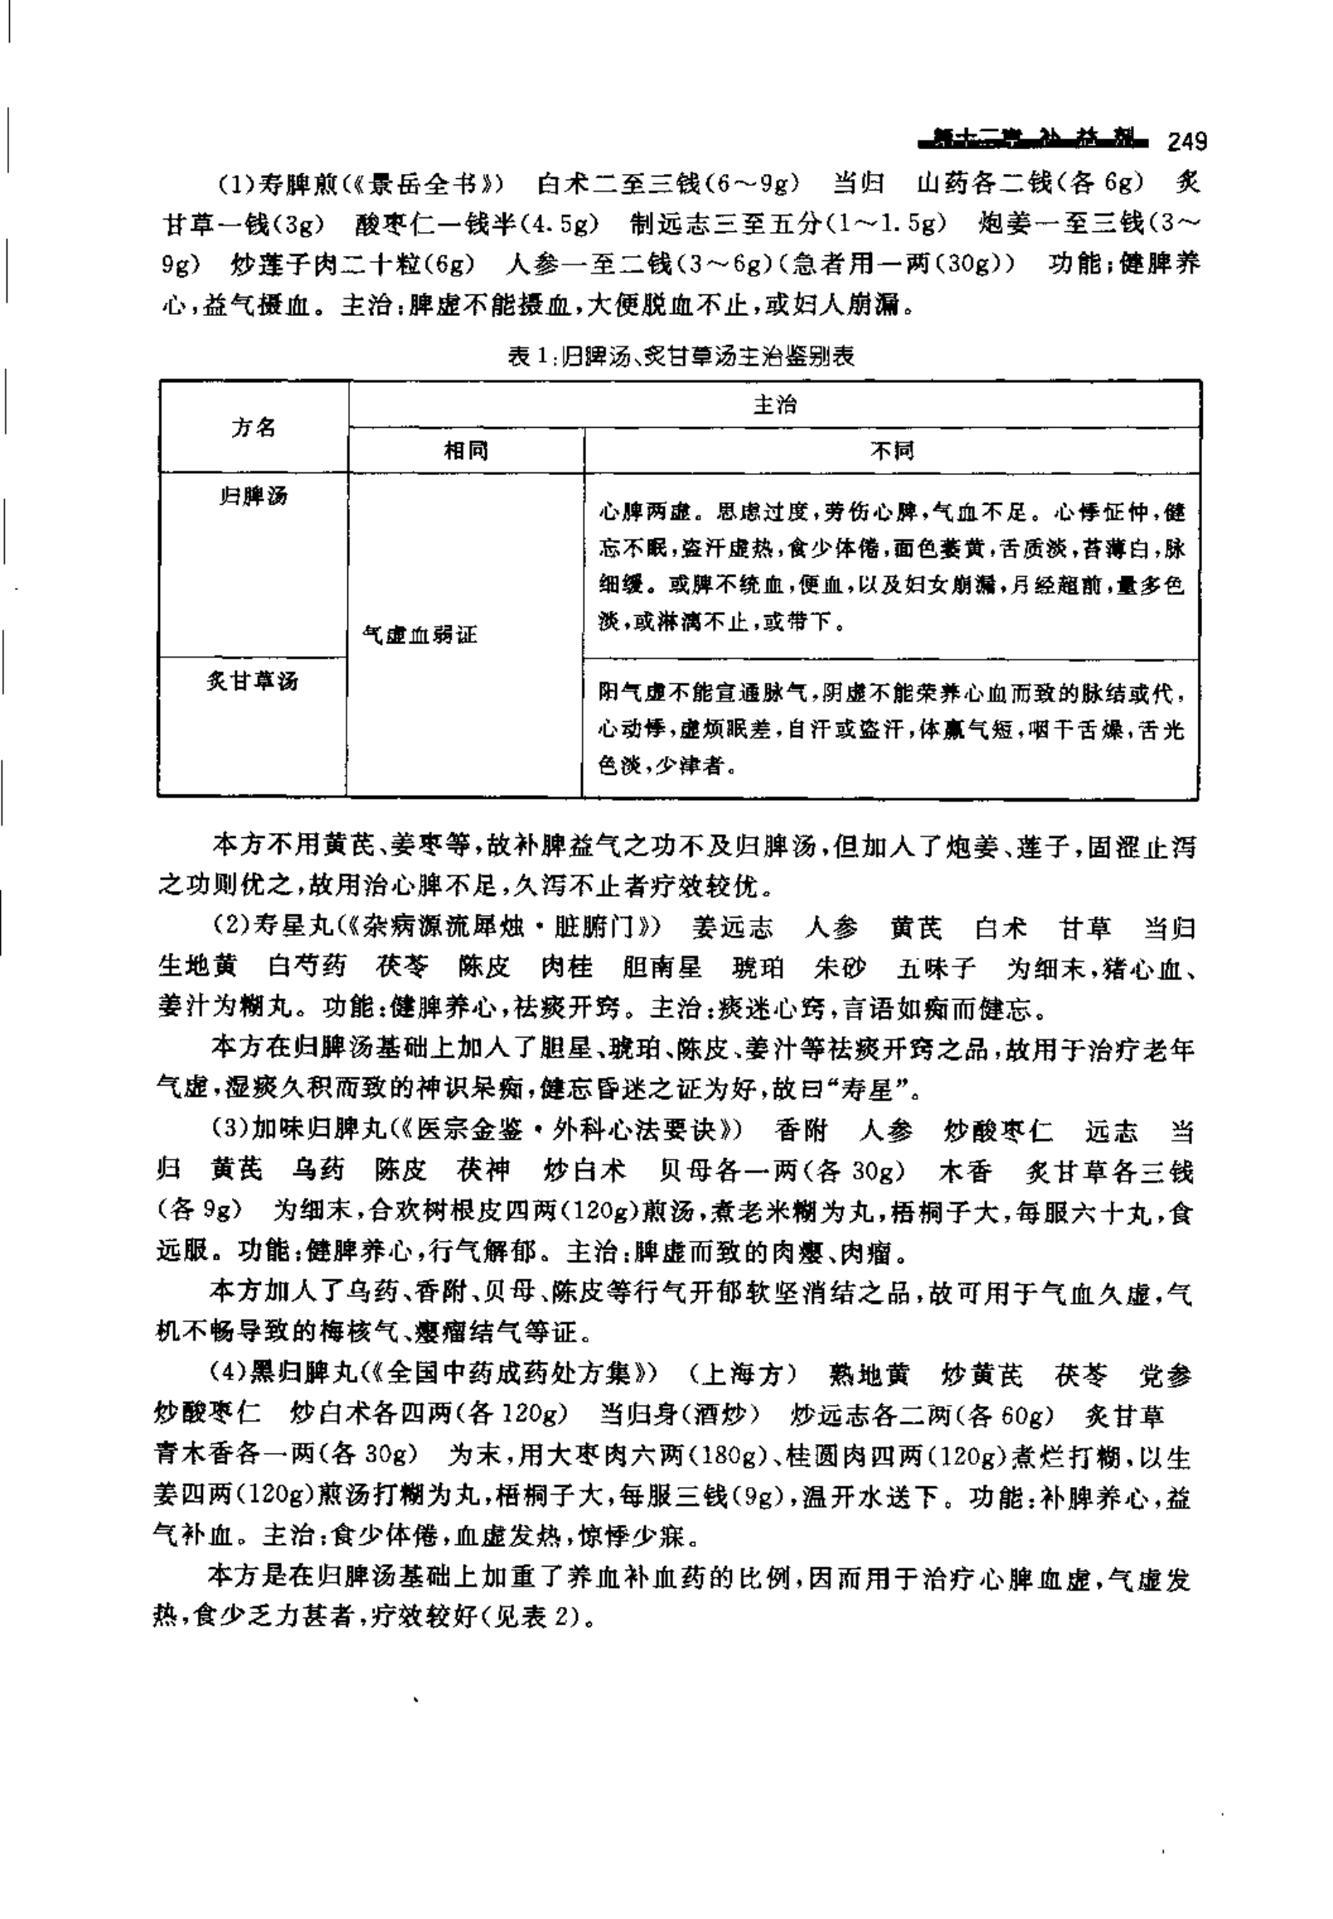 第十二章 补益剂 249
(1)寿脾煎(《景岳全书》) 白术二至三钱(6～9g) 当归 山药各二钱(各 6g) 炙
甘草一钱(3g) 酸枣仁一钱半(4.5g) 制远志三至五分(1～1.5g) 炮姜一至三钱(3～
9g) 炒莲子肉二十粒(6g) 人参一至二钱(3～6g)(急者用一两(30g)) 功能:健脾养
心,益气摄血。主治:脾虚不能摄血,大便脱血不止,或妇人崩漏。
表 1:归脾汤、炙甘草汤主治鉴别表
方名
主治
相同
不同
归脾汤
气虚血弱证
心脾两虚。思虑过度,劳伤心脾,气血不足。心悸怔忡,健
忘不眠,盗汗虚热,食少体倦,面色萎黄,舌质淡,苔薄白,脉
细缓。或脾不统血,便血,以及妇女崩漏,月经超前,量多色
淡,或淋漓不止,或带下。
炙甘草汤
阳气虚不能宣通脉气,阴虚不能荣养心血而致的脉结或代,
心动悸,虚烦眠差,自汗或盗汗,体羸气短,咽干舌燥,舌光
色淡,少津者。
本方不用黄芪、姜枣等,故补脾益气之功不及归脾汤,但加人了炮姜、莲子,固涩止泻
之功则优之,故用治心脾不足,久泻不止者疗效较优。
(2)寿星丸(《杂病源流犀烛·脏腑门》) 姜远志 人参 黄芪 白术 甘草 当归
生地黄 白芍药 茯苓 陈皮 肉桂 胆南星 琥珀 朱砂 五味子 为细末,猪心血、
姜汁为糊丸。功能:健脾养心,祛痰开窍。主治:痰迷心窍,言语如痴而健忘。
本方在归脾汤基础上加人了胆星、琥珀、陈皮、姜汁等祛痰开窍之品,故用于治疗老年
气虚,湿痰久积而致的神识呆痴,健忘昏迷之证为好,故曰“寿星”。
(3)加味归脾丸(《医宗金鉴·外科心法要诀》) 香附 人参 炒酸枣仁 远志 当
归 黄芪 乌药 陈皮 茯神 炒白术 贝母各一两(各 30g) 木香 炙甘草各三钱
(各 9g) 为细末,合欢树根皮四两(120g)煎汤,煮老米糊为丸,梧桐子大,每服六十丸,食
远服。功能:健脾养心,行气解郁。主治:脾虚而致的肉瘿、肉瘤。
本方加人了乌药、香附、贝母、陈皮等行气开郁软坚消结之品,故可用于气血久虚,气
机不畅导致的梅核气、瘿瘤结气等证。
(4)黑归脾丸(《全国中药成药处方集》) (上海方) 熟地黄 炒黄芪 茯苓 党参
炒酸枣仁 炒白术各四两(各 120g) 当归身(酒炒) 炒远志各二两(各 60g) 炙甘草
青木香各一两(各 30g) 为末,用大枣肉六两(180g)、桂圆肉四两(120g)煮烂打糊,以生
姜四两(120g)煎汤打糊为丸,梧桐子大,每服三钱(9g),温开水送下。功能:补脾养心,益
气补血。主治:食少体倦,血虚发热,惊悸少寐。
本方是在归脾汤基础上加重了养血补血药的比例,因而用于治疗心脾血虚,气虚发
热,食少乏力甚者,疗效较好(见表 2)。